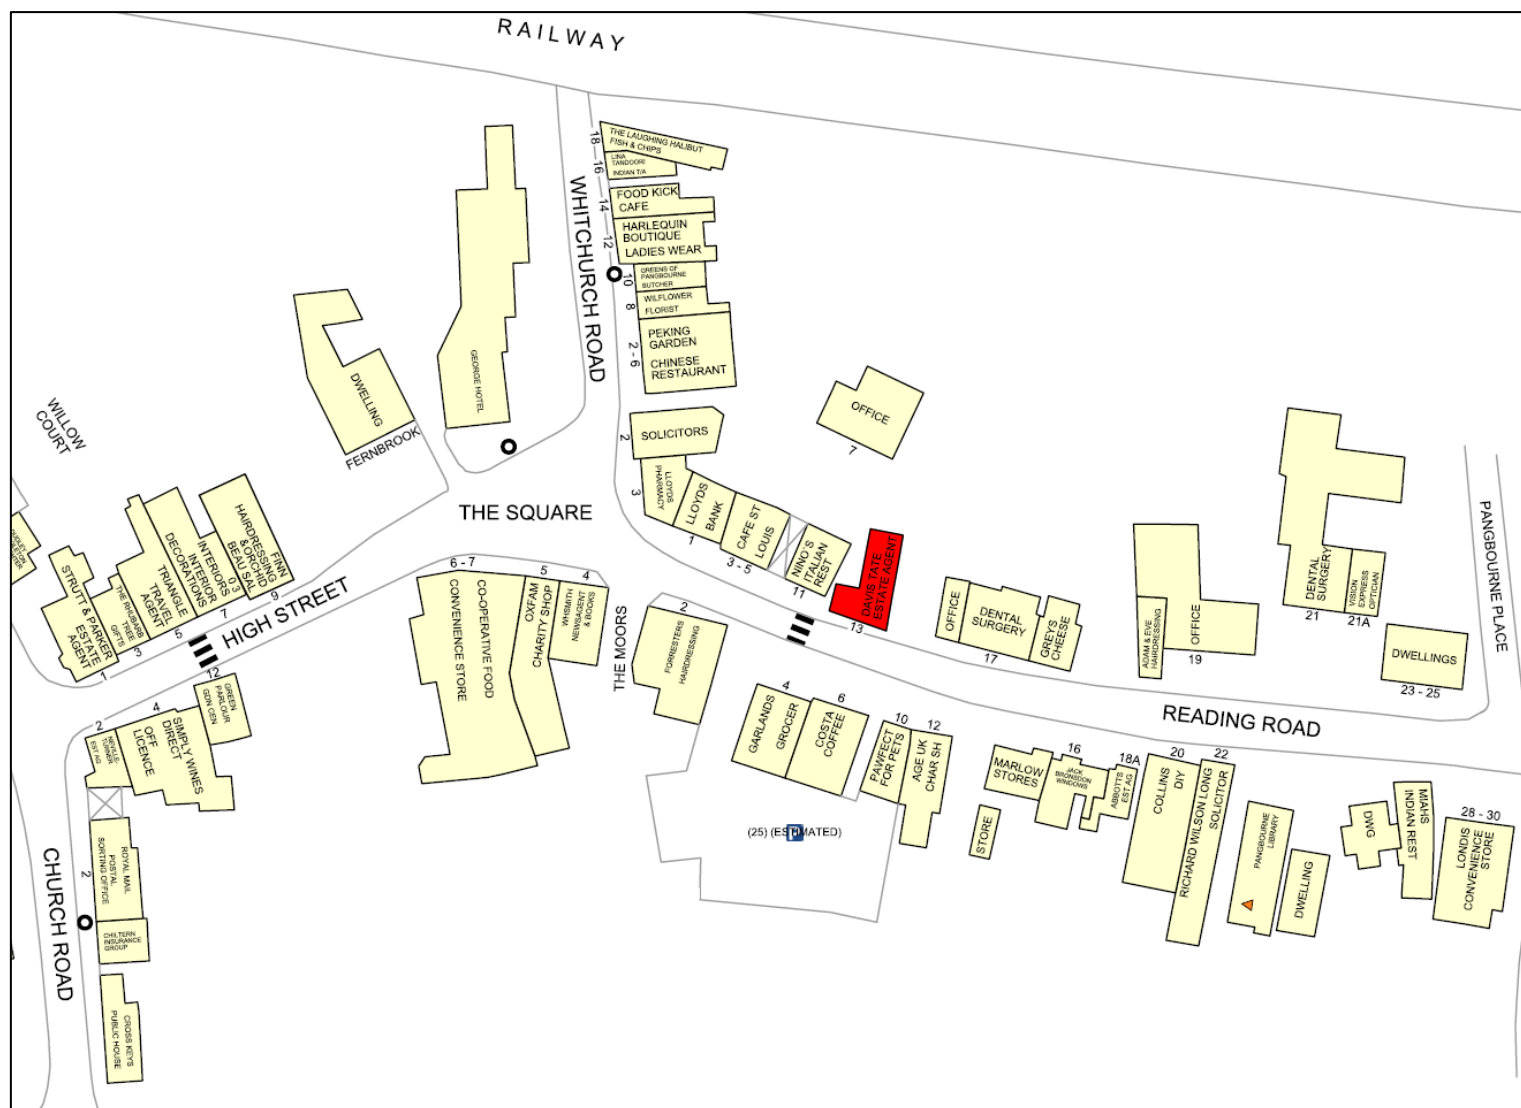 RAILWAY
18
THE LAUGHING HALIBUT
FISH & CHIPS
16
LINA
TANDOORI
INDIAN T/A
14
FOOD KICK
CAFE
12
HARLEQUIN
BOUTIQUE
LADIES WEAR
10
GREENS OF
PANGBOURNE
BUTCHER
8
WILFLOWER
FLORIST
2 - 6
PEKING
GARDEN
CHINESE
RESTAURANT
WHITCHURCH ROAD
GEORGE HOTEL
DWELLING
FERNBROOK
WILLOW
COURT
2
SOLICITORS
3
LLOYDS
PHARMACY
LLOYDS
BANK
1
CAFE ST
LOUIS
3 - 5
NINO'S
ITALIAN
REST
11
OFFICE
7
DAVIS TATE
ESTATE AGENT
13
THE SQUARE
OFFICE
DENTAL
SURGERY
17
GREYS
CHEESE
ADAM & EVE
HAIRDRESSING
OFFICE
19
DENTAL
SURGERY
21
VISION
EXPRESS
OPTICIAN
21A
DWELLINGS
23 - 25
PANGBOURNE PLACE
READING ROAD
STRUTT & PARKER
ESTATE
AGENT
1
THE RHUBARB
TREE
GIFTS
3
TRIANGLE
TRAVEL
AGENT
5
INTERIORS
INTERIOR
DECORATIONS
7
0 3
FINN
HAIRDRESSING
& ORCHID
BEAU SAL
9
HIGH STREET
6 - 7
CO-OPERATIVE FOOD
CONVENIENCE STORE
5
OXFAM
CHARITY SHOP
4
WHSMITH
NEWSAGENT
& BOOKS
THE MOORS
2
FORRESTERS
HAIRDRESSING
4
GARLANDS
GROCER
6
COSTA
COFFEE
10
PAWFECT
FOR PETS
12
AGE UK
CHAR SH
MARLOW
STORES
STORE
16
JACK
BRONSDON
WINDOWS
18A
ABBOTTS
EST AG
20
COLLINS
DIY
22
RICHARD WILSON LONG
SOLICITOR
PANGBOURNE
LIBRARY
DWELLING
DWG
MIAHS
INDIAN REST
28 - 30
LONDIS
CONVENIENCE
STORE
(25) (ESTIMATED)
P
12
GREEN
PARLOUR
GDN CEN
4
SIMPLY WINES
DIRECT
OFF
LICENCE
2
NEVILLE
TURNER
EST AG
2
ROYAL MAIL
POSTAL
SORTING OFFICE
CHILTERN
INSURANCE
GROUP
CROSS KEYS
PUBLIC HOUSE
CHURCH ROAD